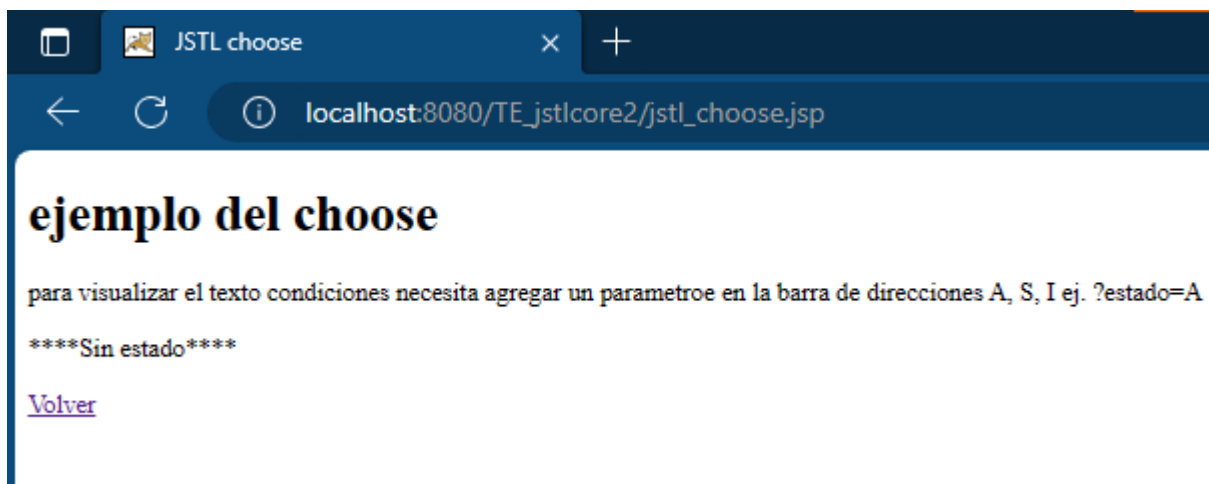 JSTL choose
localhost:8080/TE_jstlcore2/jstl_choose.jsp
ejemplo del choose
para visualizar el texto condiciones necesita agregar un parametroe en la barra de direcciones A, S, I ej. ?estado=A
****Sin estado****
Volver